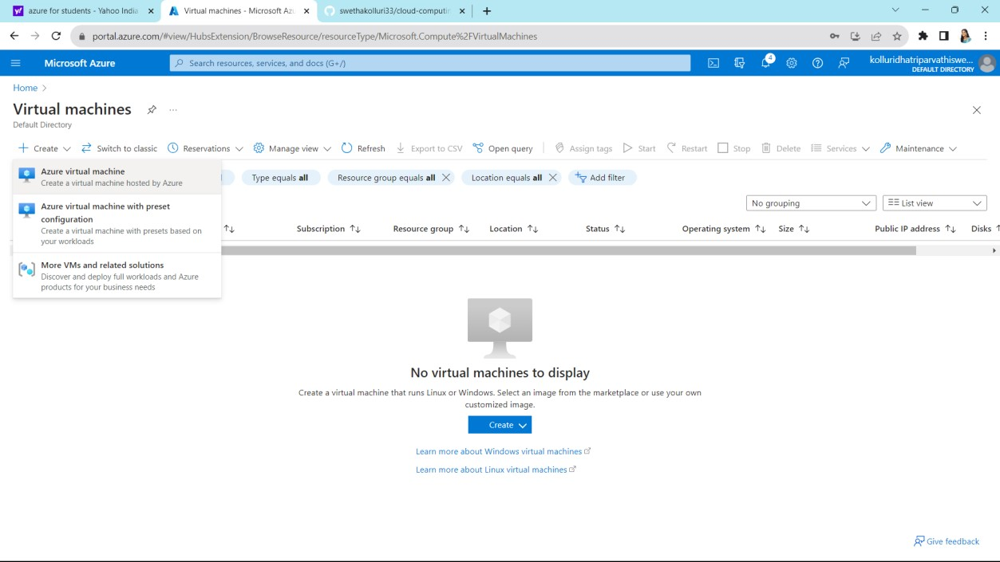 azure for students - Yahoo India
Virtual machines - Microsoft Azu
swethakolluri33/cloud-computin
portal.azure.com/#view/HubsExtension/BrowseResource/resourceType/Microsoft.Compute%2FVirtualMachines
Microsoft Azure
Search resources, services, and docs (G+/)
4
kolluridhatriparvathiswe...
DEFAULT DIRECTORY
Home >
Virtual machines
...
Default Directory
Create
Switch to classic
Reservations
Manage view
Refresh
Export to CSV
Open query
Assign tags
Start
Restart
Stop
Delete
Services
Maintenance
Azure virtual machine
Create a virtual machine hosted by Azure
Azure virtual machine with preset
configuration
Create a virtual machine with presets based on
your workloads
More VMs and related solutions
Discover and deploy full workloads and Azure
products for your business needs
Type equals all
Resource group equals all
Location equals all
Add filter
No grouping
List view
Subscription
Resource group
Location
Status
Operating system
Size
Public IP address
Disks
No virtual machines to display
Create a virtual machine that runs Linux or Windows. Select an image from the marketplace or use your own
customized image.
Create
Learn more about Windows virtual machines
Learn more about Linux virtual machines
Give feedback